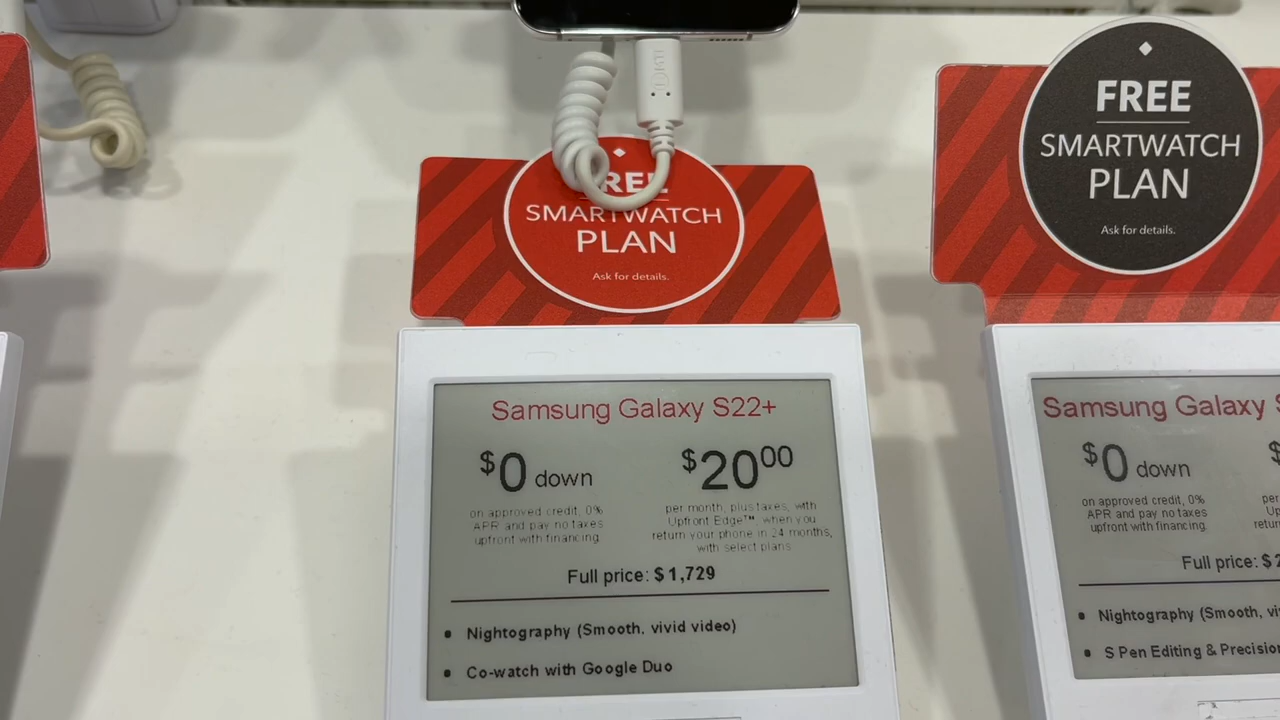 FREE
SMARTWATCH
PLAN
Ask for details.
Samsung Galaxy S22+
$0 down
on approved credit, 0%
APR and pay no taxes
upfront with financing.
$20.00
per month, plus taxes, with
Upfront Edge™, when you
return your phone in 24 months,
with select plans
Full price: $1,729
• Nightography (Smooth, vivid video)
• Co-watch with Google Duo
FREE
SMARTWATCH
PLAN
Ask for details.
Samsung Galaxy
$0 down
on approved credit, 0%
APR and pay no taxes
upfront with financing.
Full price: $2
• Nightography (Smooth,
• S Pen Editing &